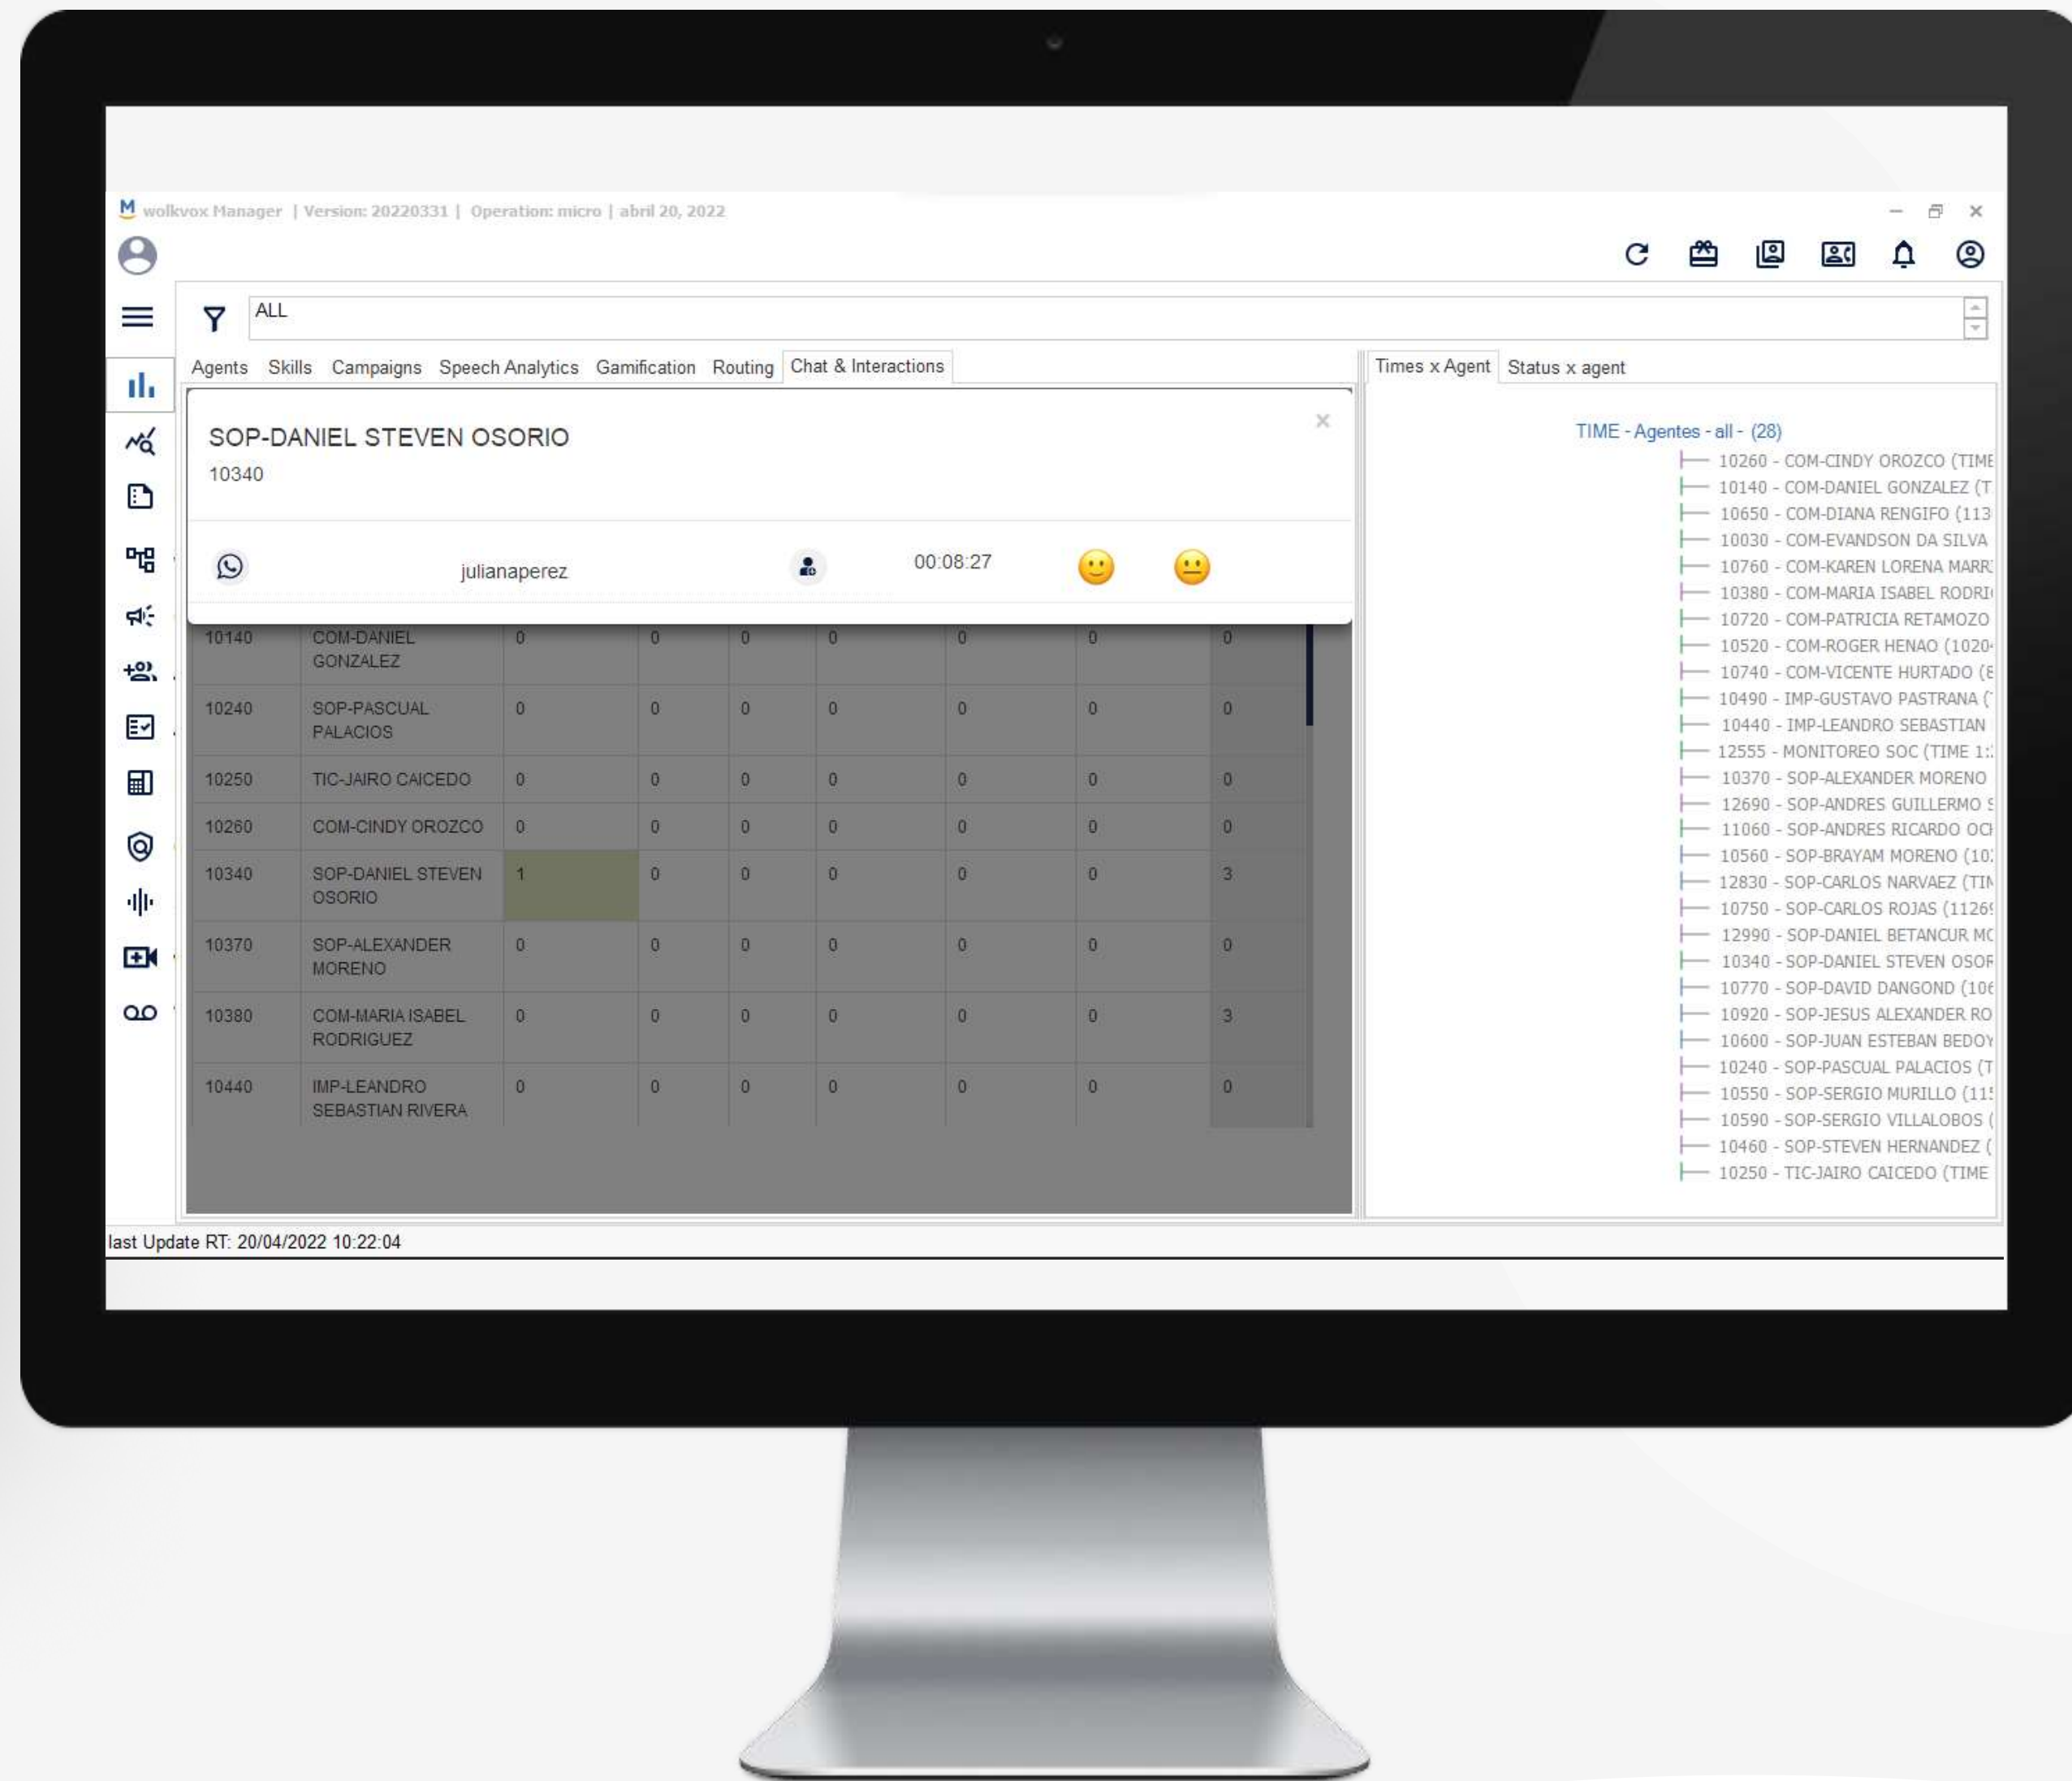 M wolkvox Manager | Version: 20220331 | Operation: micro | abril 20, 2022
ALL
Agents Skills Campaigns Speech Analytics Gamification Routing Chat & Interactions
SOP-DANIEL STEVEN OSORIO
10340
julianaperez 00:08:27
10140 COM-DANIEL GONZALEZ 0 0 0 0 0 0 0
10240 SOP-PASCUAL PALACIOS 0 0 0 0 0 0 0
10250 TIC-JAIRO CAICEDO 0 0 0 0 0 0 0
10260 COM-CINDY OROZCO 0 0 0 0 0 0 0
10340 SOP-DANIEL STEVEN OSORIO 1 0 0 0 0 0 3
10370 SOP-ALEXANDER MORENO 0 0 0 0 0 0 0
10380 COM-MARIA ISABEL RODRIGUEZ 0 0 0 0 0 0 3
10440 IMP-LEANDRO SEBASTIAN RIVERA 0 0 0 0 0 0 0
Times x Agent Status x agent
TIME - Agentes - all - (28)
10260 - COM-CINDY OROZCO (TIME
10140 - COM-DANIEL GONZALEZ (T
10650 - COM-DIANA RENGIFO (113
10030 - COM-EVANDSON DA SILVA
10760 - COM-KAREN LORENA
10380 - COM-MARIA ISABEL
10720 - COM-PATRICIA RETAMOZO
10520 - COM-ROGER HENAO (1020
10740 - COM-VICENTE HURTADO (
10490 - IMP-GUSTAVO PASTRANA (
10440 - IMP-LEANDRO SEBASTIAN
12555 - MONITOREO SOC (TIME 1:
10370 - SOP-ALEXANDER MORENO
12690 - SOP-ANDRES GUILLERMO
11060 - SOP-ANDRES RICARDO
10560 - SOP-BRAYAM MORENO (10
12830 - SOP-CARLOS NARVAEZ
10750 - SOP-CARLOS ROJAS (1126
12990 - SOP-DANIEL BETANCUR
10340 - SOP-DANIEL STEVEN
10770 - SOP-DAVID DANGOND (10
10920 - SOP-JESUS ALEXANDER RO
10600 - SOP-JUAN ESTEBAN
10240 - SOP-PASCUAL PALACIOS (T
10550 - SOP-SERGIO MURILLO (11
10590 - SOP-SERGIO VILLALOBOS (
10460 - SOP-STEVEN HERNANDEZ (
10250 - TIC-JAIRO CAICEDO (TIME
last Update RT: 20/04/2022 10:22:04